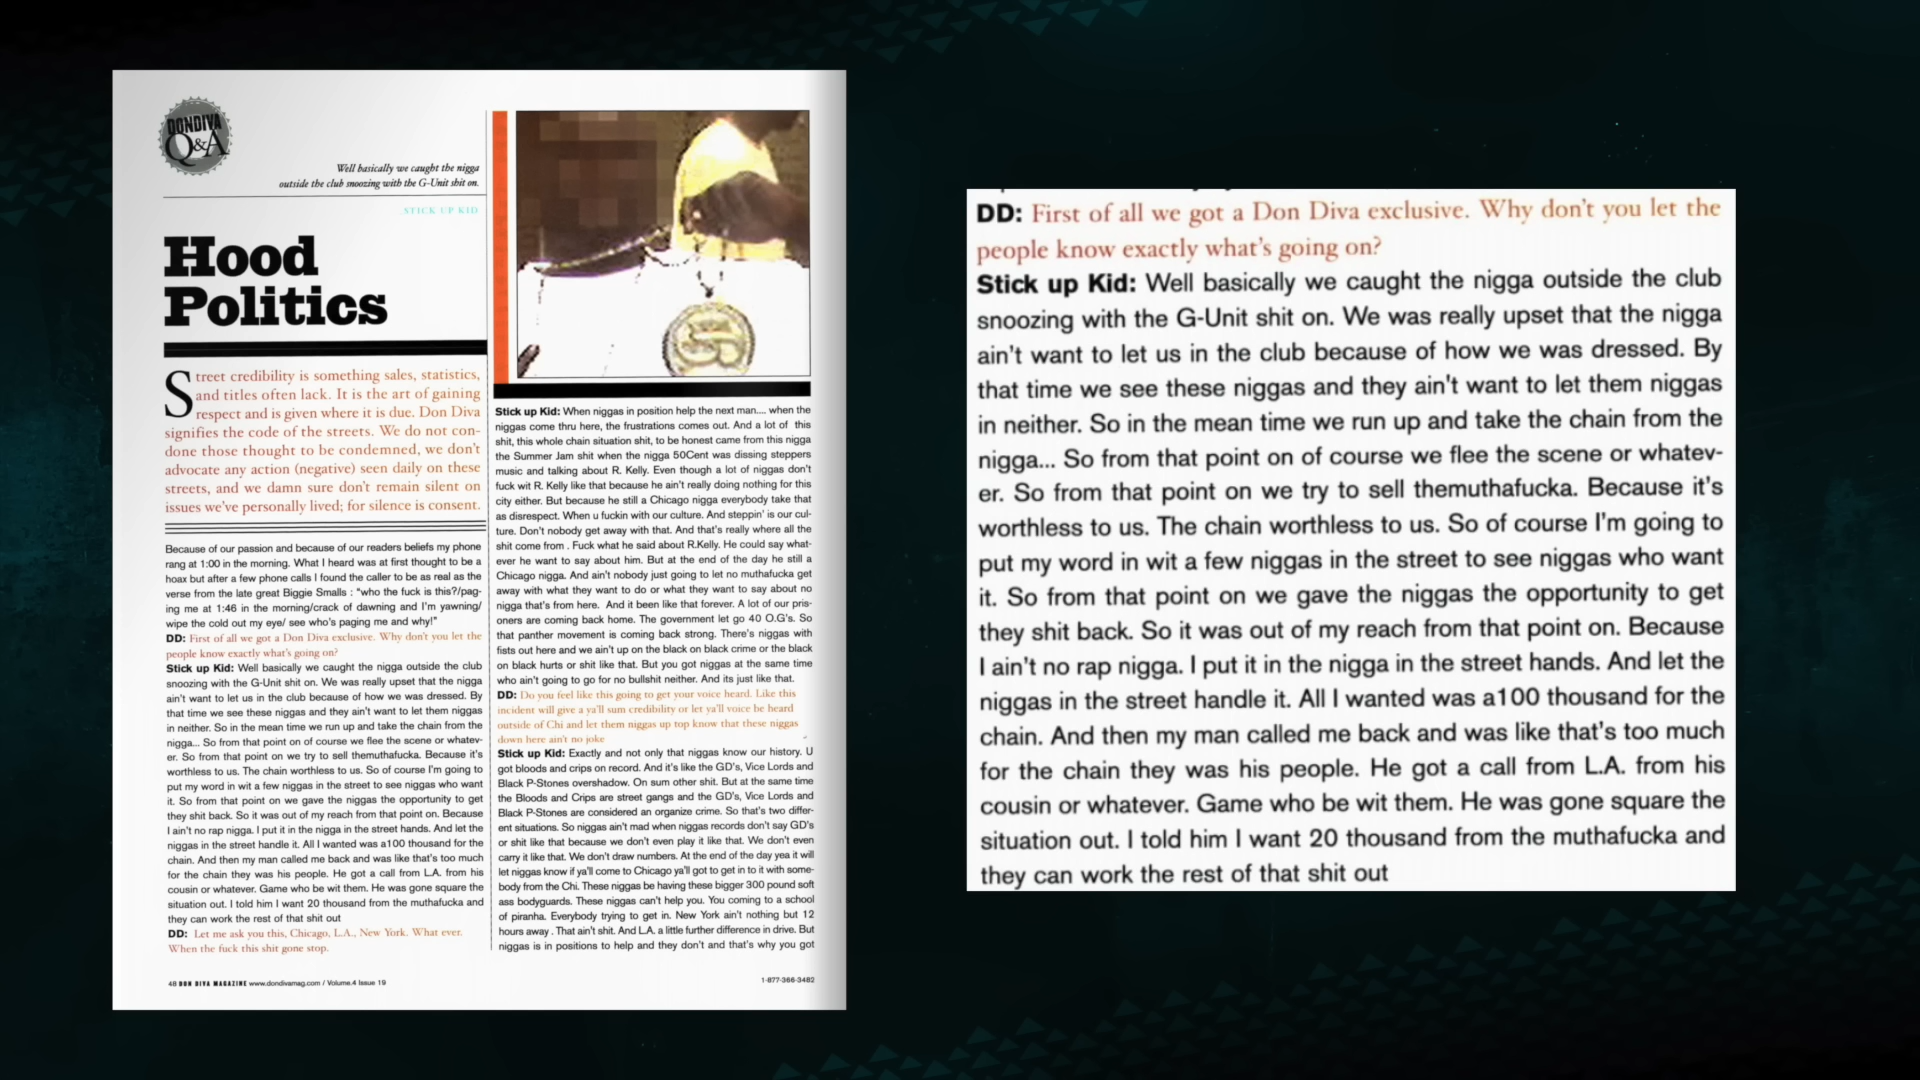 DONDIVA
Q&A
Well basically we caught the nigga
outside the club snoozing with the G-Unit shit on.
STICK UP KID
Hood
Politics
Street credibility is something sales, statistics,
and titles often lack. It is the art of gaining
respect and is given where it is due. Don Diva
signifies the code of the streets. We do not con-
done those thought to be condemned, we don't
advocate any action (negative) seen daily on these
streets, and we damn sure don't remain silent on
issues we've personally lived; for silence is consent.
Because of our passion and because of our readers beliefs my phone
rang at 1:00 in the morning. What I heard was at first thought to be a
hoax but after a few phone calls I found the caller to be as real as the
verse from the late great Biggie Smalls : "who the fuck is this?/pag-
ing me at 1:46 in the morning/crack of dawning and I'm yawning/
wipe the cold out my eye/ see who's paging me and why!"
DD: First of all we got a Don Diva exclusive. Why don't you let the
people know exactly what's going on?
Stick up Kid: Well basically we caught the nigga outside the club
snoozing with the G-Unit shit on. We was really upset that the nigga
ain't want to let us in the club because of how we was dressed. By
that time we see these niggas and they ain't want to let them niggas
in neither. So in the mean time we run up and take the chain from the
nigga... So from that point on of course we flee the scene or whatev-
er. So from that point on we try to sell themuthafucka. Because it's
worthless to us. The chain worthless to us. So of course I'm going to
put my word in wit a few niggas in the street to see niggas who want
it. So from that point on we gave the niggas the opportunity to get
they shit back. So it was out of my reach from that point on. Because
I ain't no rap nigga. I put it in the nigga in the street hands. And let the
niggas in the street handle it. All I wanted was a100 thousand for the
chain. And then my man called me back and was like that's too much
for the chain they was his people. He got a call from L.A. from his
cousin or whatever. Game who be wit them. He was gone square the
situation out. I told him I want 20 thousand from the muthafucka and
they can work the rest of that shit out
DD: Let me ask you this, Chicago, L.A., New York. What ever.
When the fuck this shit gone stop.
Stick up Kid: When niggas in position help the next man.... when the
niggas come thru here, the frustrations comes out. And a lot of this
shit, this whole chain situation shit, to be honest came from this nigga
the Summer Jam shit when the nigga 50Cent was dissing steppers
music and talking about R. Kelly. Even though a lot of niggas don't
fuck wit R. Kelly like that because he ain't really doing nothing for this
city either. But because he still a Chicago nigga everybody take that
as disrespect. When u fuckin with our culture. And steppin' is our cul-
ture. Don't nobody get away with that. And that's really where all the
shit come from . Fuck what he said about R.Kelly. He could say what-
ever he want to say about him. But at the end of the day he still a
Chicago nigga. And ain't nobody just going to let no muthafucka get
away with what they want to do or what they want to say about no
nigga that's from here. And it been like that forever. A lot of our pris-
oners are coming back home. The government let go 40 O.G's. So
that panther movement is coming back strong. There's niggas with
fists out here and we ain't up on the black on black crime or the black
on black hurts or shit like that. But you got niggas at the same time
who ain't going to go for no bullshit neither. And its just like that.
DD: Do you feel like this going to get your voice heard. Like this
incident will give a ya'll sum credibility or let ya'll voice be heard
outside of Chi and let them niggas up top know that these niggas
down here ain't no joke
Stick up Kid: Exactly and not only that niggas know our history. U
got bloods and crips on record. And it's like the GD's, Vice Lords and
Black P-Stones overshadow. On sum other shit. But at the same time
the Bloods and Crips are street gangs and the GD's, Vice Lords and
Black P-Stones are considered an organize crime. So that's two differ-
ent situations. So niggas ain't mad when niggas records don't say GD's
or shit like that because we don't even play it like that. We don't even
carry it like that. We don't draw numbers. At the end of the day yea it will
let niggas know if ya'll come to Chicago ya'll got to get in to it with some-
body from the Chi. These niggas be having these bigger 300 pound soft
ass bodyguards. These niggas can't help you. You coming to a school
of piranha. Everybody trying to get in. New York ain't nothing but 12
hours away . That ain't shit. And L.A. a little further difference in drive. But
niggas is in positions to help and they don't and that's why you got
48 DON DIVA MAGAZINE www.dondivamag.com / Volume.4 Issue 19
1-877-366-3482
DD: First of all we got a Don Diva exclusive. Why don't you let the
people know exactly what's going on?
Stick up Kid: Well basically we caught the nigga outside the club
snoozing with the G-Unit shit on. We was really upset that the nigga
ain't want to let us in the club because of how we was dressed. By
that time we see these niggas and they ain't want to let them niggas
in neither. So in the mean time we run up and take the chain from the
nigga... So from that point on of course we flee the scene or whatev-
er. So from that point on we try to sell themuthafucka. Because it's
worthless to us. The chain worthless to us. So of course I'm going to
put my word in wit a few niggas in the street to see niggas who want
it. So from that point on we gave the niggas the opportunity to get
they shit back. So it was out of my reach from that point on. Because
I ain't no rap nigga. I put it in the nigga in the street hands. And let the
niggas in the street handle it. All I wanted was a100 thousand for the
chain. And then my man called me back and was like that's too much
for the chain they was his people. He got a call from L.A. from his
cousin or whatever. Game who be wit them. He was gone square the
situation out. I told him I want 20 thousand from the muthafucka and
they can work the rest of that shit out